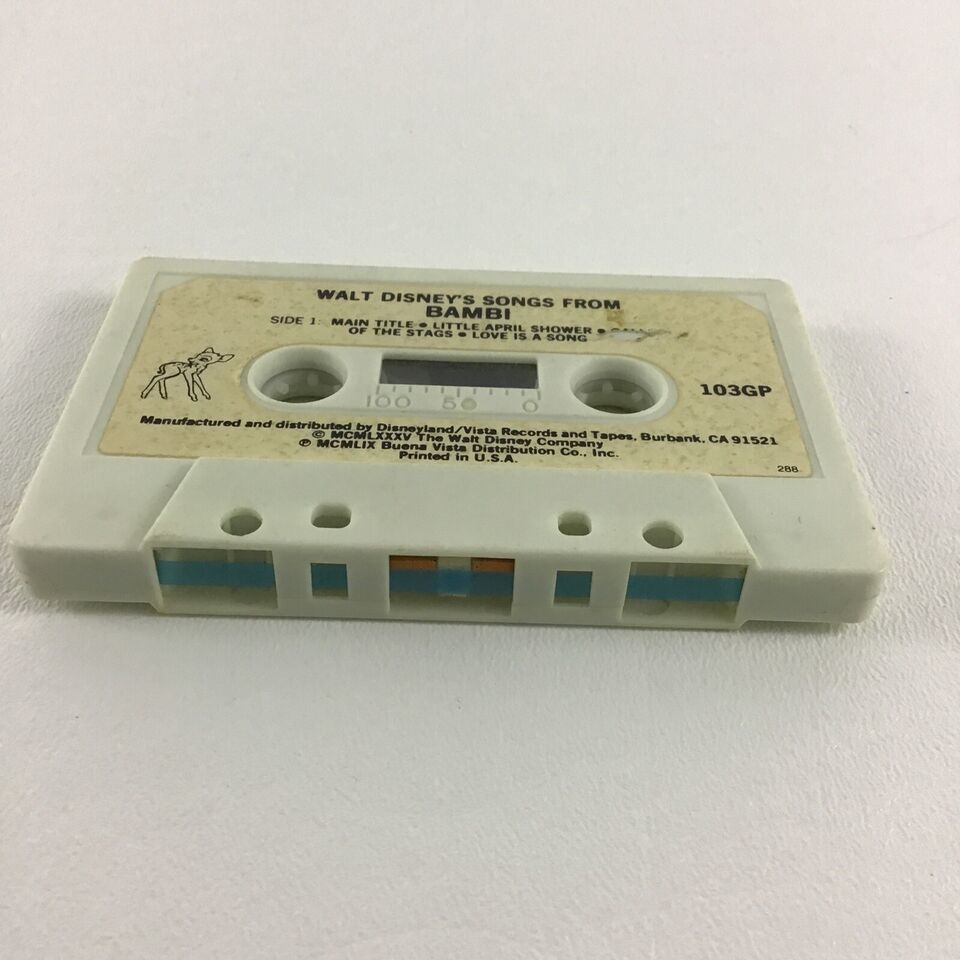 WALT DISNEY'S SONGS FROM
BAMBI
SIDE 1: MAIN TITLE • LITTLE APRIL SHOWER •
OF THE STAGS • LOVE IS A SONG
103GP
100 50 0
Manufactured and distributed by Disneyland/Vista Records and Tapes, Burbank, CA 91521
© MCMLXXXV The Walt Disney Company
℗ MCMLIX Buena Vista Distribution Co., Inc.
Printed in U.S.A.
288